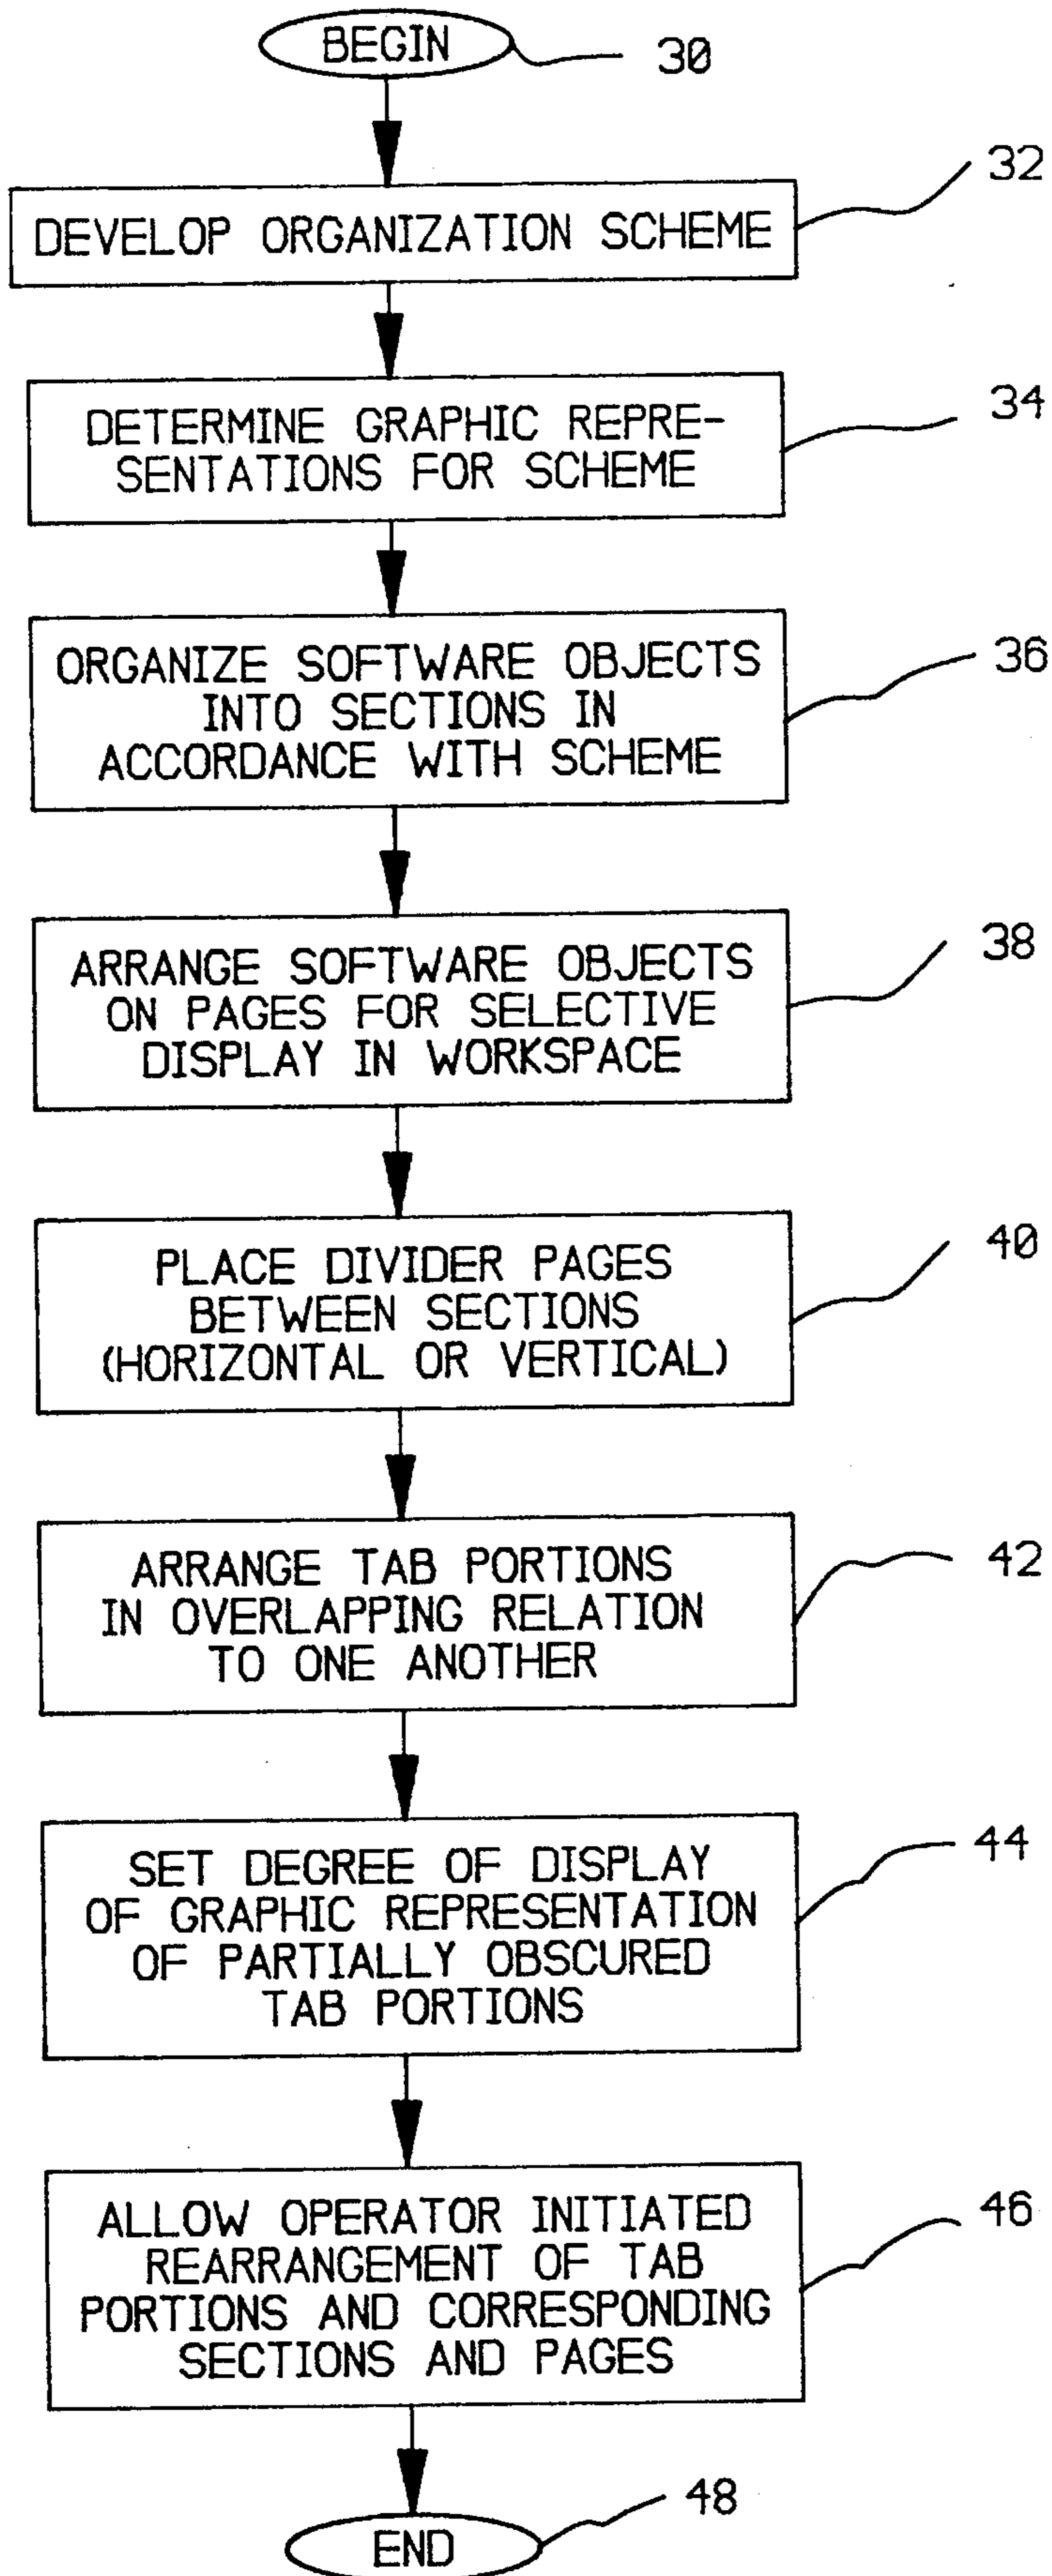 BEGIN
30
32
DEVELOP ORGANIZATION SCHEME
34
DETERMINE GRAPHIC REPRE-
SENTATIONS FOR SCHEME
36
ORGANIZE SOFTWARE OBJECTS
INTO SECTIONS IN
ACCORDANCE WITH SCHEME
38
ARRANGE SOFTWARE OBJECTS
ON PAGES FOR SELECTIVE
DISPLAY IN WORKSPACE
40
PLACE DIVIDER PAGES
BETWEEN SECTIONS
(HORIZONTAL OR VERTICAL)
42
ARRANGE TAB PORTIONS
IN OVERLAPPING RELATION
TO ONE ANOTHER
44
SET DEGREE OF DISPLAY
OF GRAPHIC REPRESENTATION
OF PARTIALLY OBSCURED
TAB PORTIONS
46
ALLOW OPERATOR INITIATED
REARRANGEMENT OF TAB
PORTIONS AND CORRESPONDING
SECTIONS AND PAGES
48
END